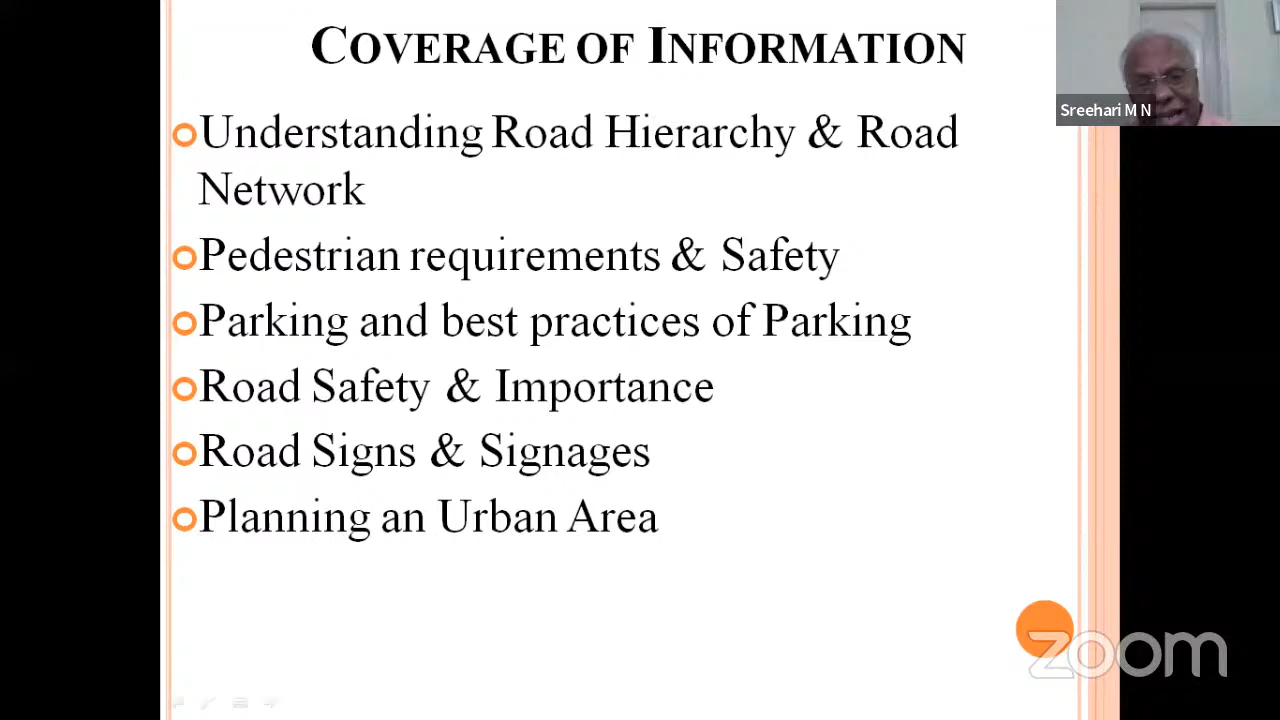 COVERAGE OF INFORMATION
Sreehari M N
Understanding Road Hierarchy & Road
Network
Pedestrian requirements & Safety
Parking and best practices of Parking
Road Safety & Importance
Road Signs & Signages
Planning an Urban Area
zoom